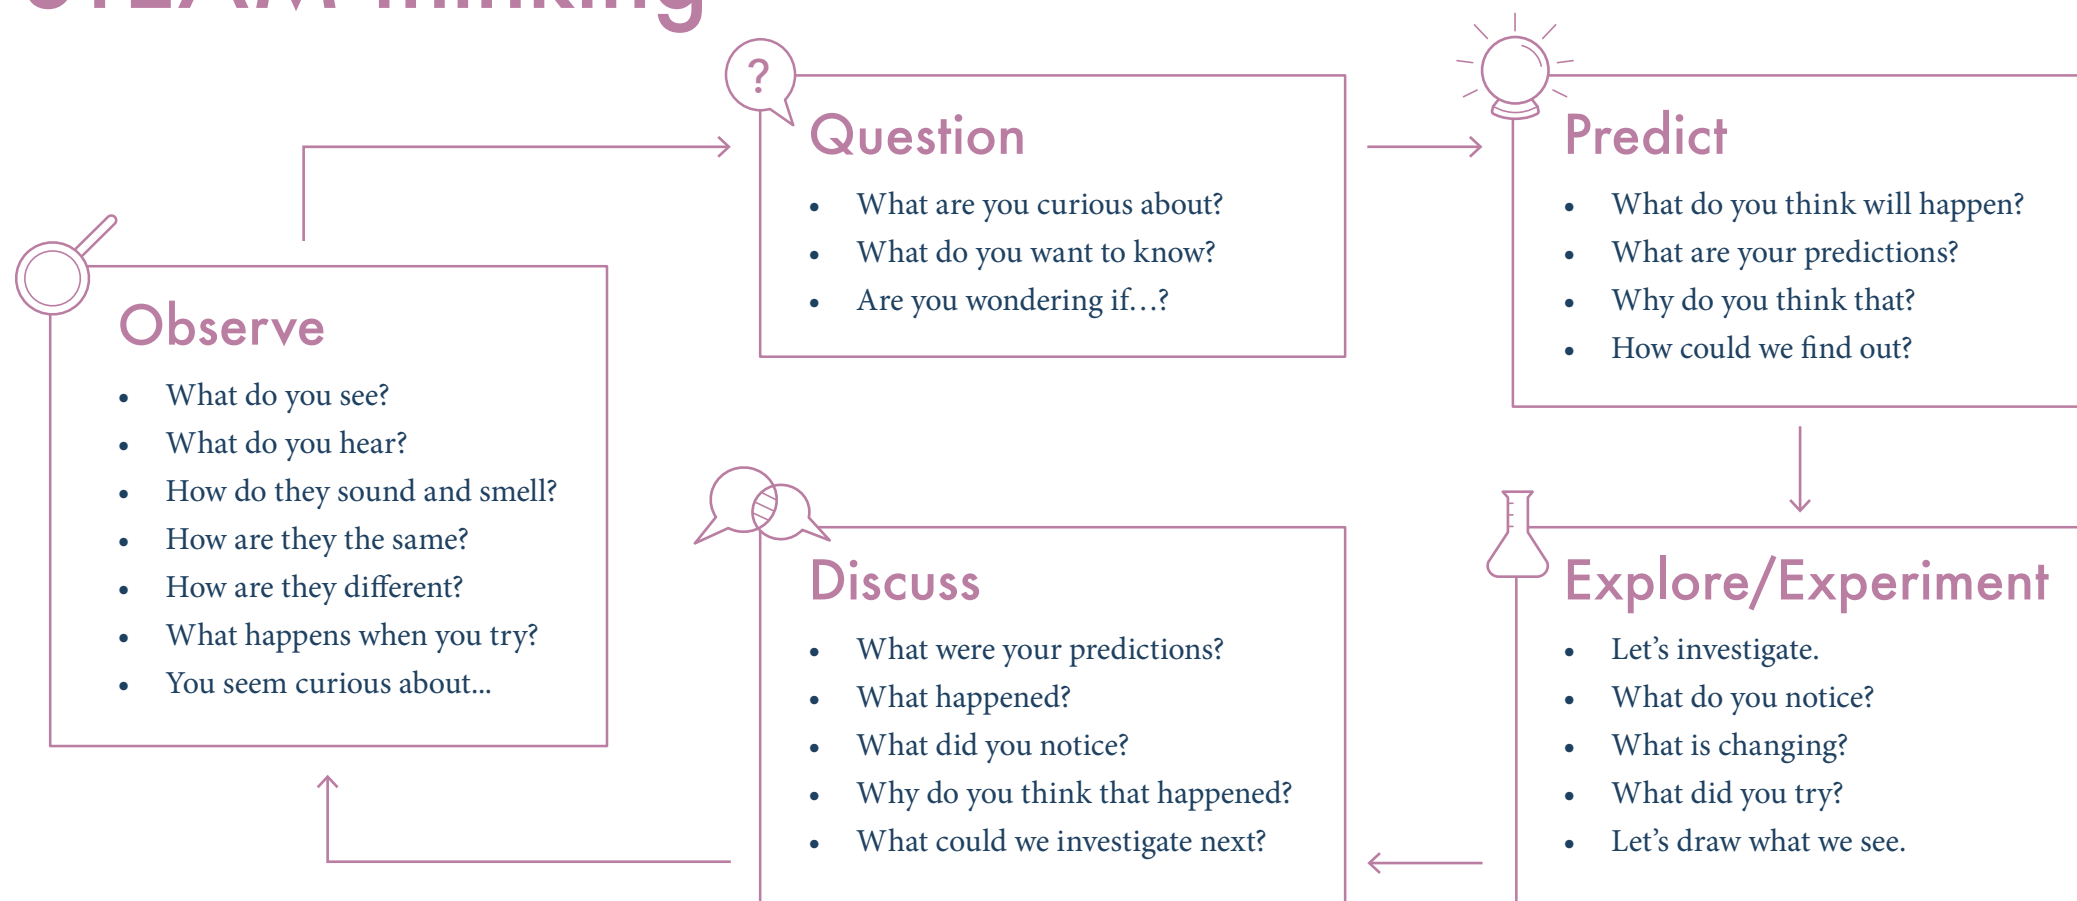 STEAM thinking
?
Question
• What are you curious about?
• What do you want to know?
• Are you wondering if…?
Predict
• What do you think will happen?
• What are your predictions?
• Why do you think that?
• How could we find out?
Observe
• What do you see?
• What do you hear?
• How do they sound and smell?
• How are they the same?
• How are they different?
• What happens when you try?
• You seem curious about...
Discuss
• What were your predictions?
• What happened?
• What did you notice?
• Why do you think that happened?
• What could we investigate next?
Explore/Experiment
• Let’s investigate.
• What do you notice?
• What is changing?
• What did you try?
• Let’s draw what we see.